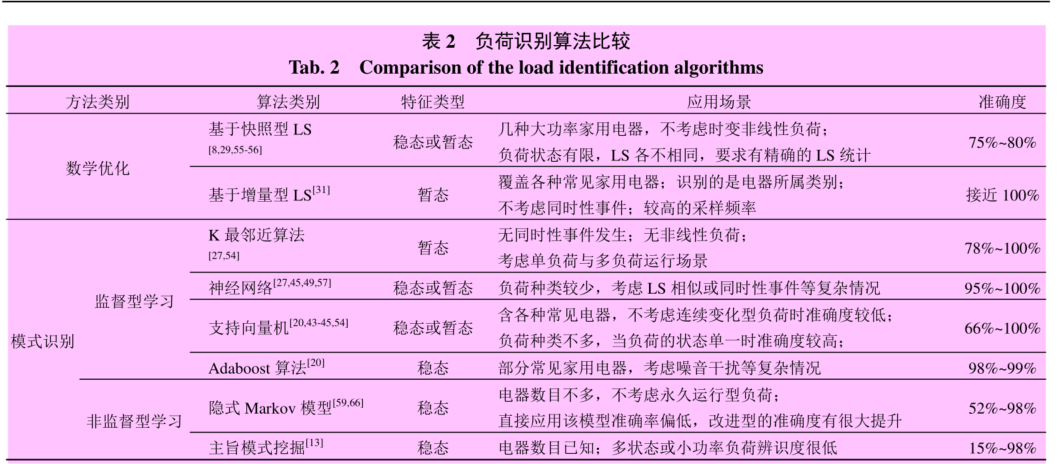 表 2 负荷识别算法比较
Tab. 2 Comparison of the load identification algorithms
方法类别 算法类别 特征类型 应用场景 准确度
数学优化
基于快照型 LS
[8,29,55-56]
稳态或暂态
几种大功率家用电器，不考虑时变非线性负荷；
负荷状态有限，LS 各不相同，要求有精确的 LS 统计
75%~80%
基于增量型 LS[31]
暂态
覆盖各种常见家用电器；识别的是电器所属类别；
不考虑同时性事件；较高的采样频率
接近 100%
模式识别
监督型学习
K 最邻近算法
[27,54]
暂态
无同时性事件发生；无非线性负荷；
考虑单负荷与多负荷运行场景
78%~100%
神经网络[27,45,49,57] 稳态或暂态 负荷种类较少，考虑 LS 相似或同时性事件等复杂情况 95%~100%
支持向量机[20,43-45,54]
稳态或暂态
含各种常见电器，不考虑连续变化型负荷时准确度较低；
负荷种类不多，当负荷的状态单一时准确度较高；
66%~100%
Adaboost 算法[20] 稳态 部分常见家用电器，考虑噪音干扰等复杂情况 98%~99%
非监督型学习
隐式 Markov 模型[59,66]
稳态
电器数目不多，不考虑永久运行型负荷；
直接应用该模型准确率偏低，改进型的准确度有很大提升
52%~98%
主旨模式挖掘[13] 稳态 电器数目已知；多状态或小功率负荷辨识度很低 15%~98%